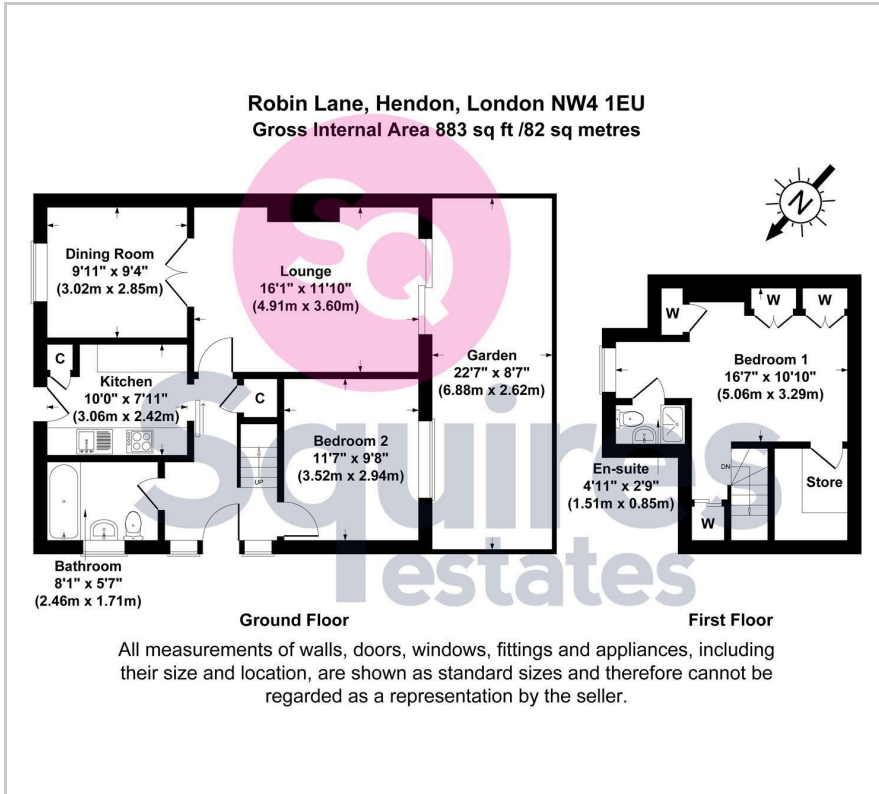 Robin Lane, Hendon, London NW4 1EU
Gross Internal Area 883 sq ft /82 sq metres
SQ
Squires
estates
N
Dining Room
9'11" x 9'4"
(3.02m x 2.85m)
Lounge
16'1" x 11'10"
(4.91m x 3.60m)
C
Kitchen
10'0" x 7'11"
(3.06m x 2.42m)
C
Garden
22'7" x 8'7"
(6.88m x 2.62m)
Bedroom 2
11'7" x 9'8"
(3.52m x 2.94m)
UP
Bathroom
8'1" x 5'7"
(2.46m x 1.71m)
W
W
W
Bedroom 1
16'7" x 10'10"
(5.06m x 3.29m)
En-suite
4'11" x 2'9"
(1.51m x 0.85m)
DN
Store
W
Ground Floor
First Floor
All measurements of walls, doors, windows, fittings and appliances, including
their size and location, are shown as standard sizes and therefore cannot be
regarded as a representation by the seller.